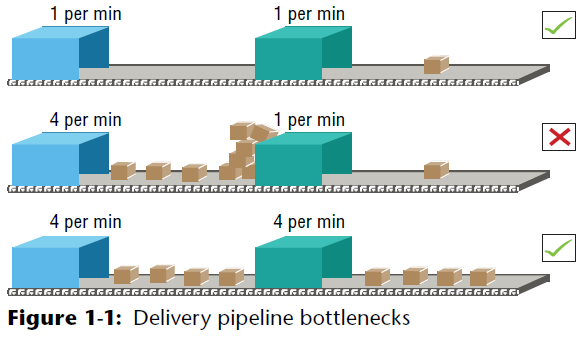 1 per min 1 per min
4 per min 1 per min
4 per min 4 per min
Figure 1-1: Delivery pipeline bottlenecks